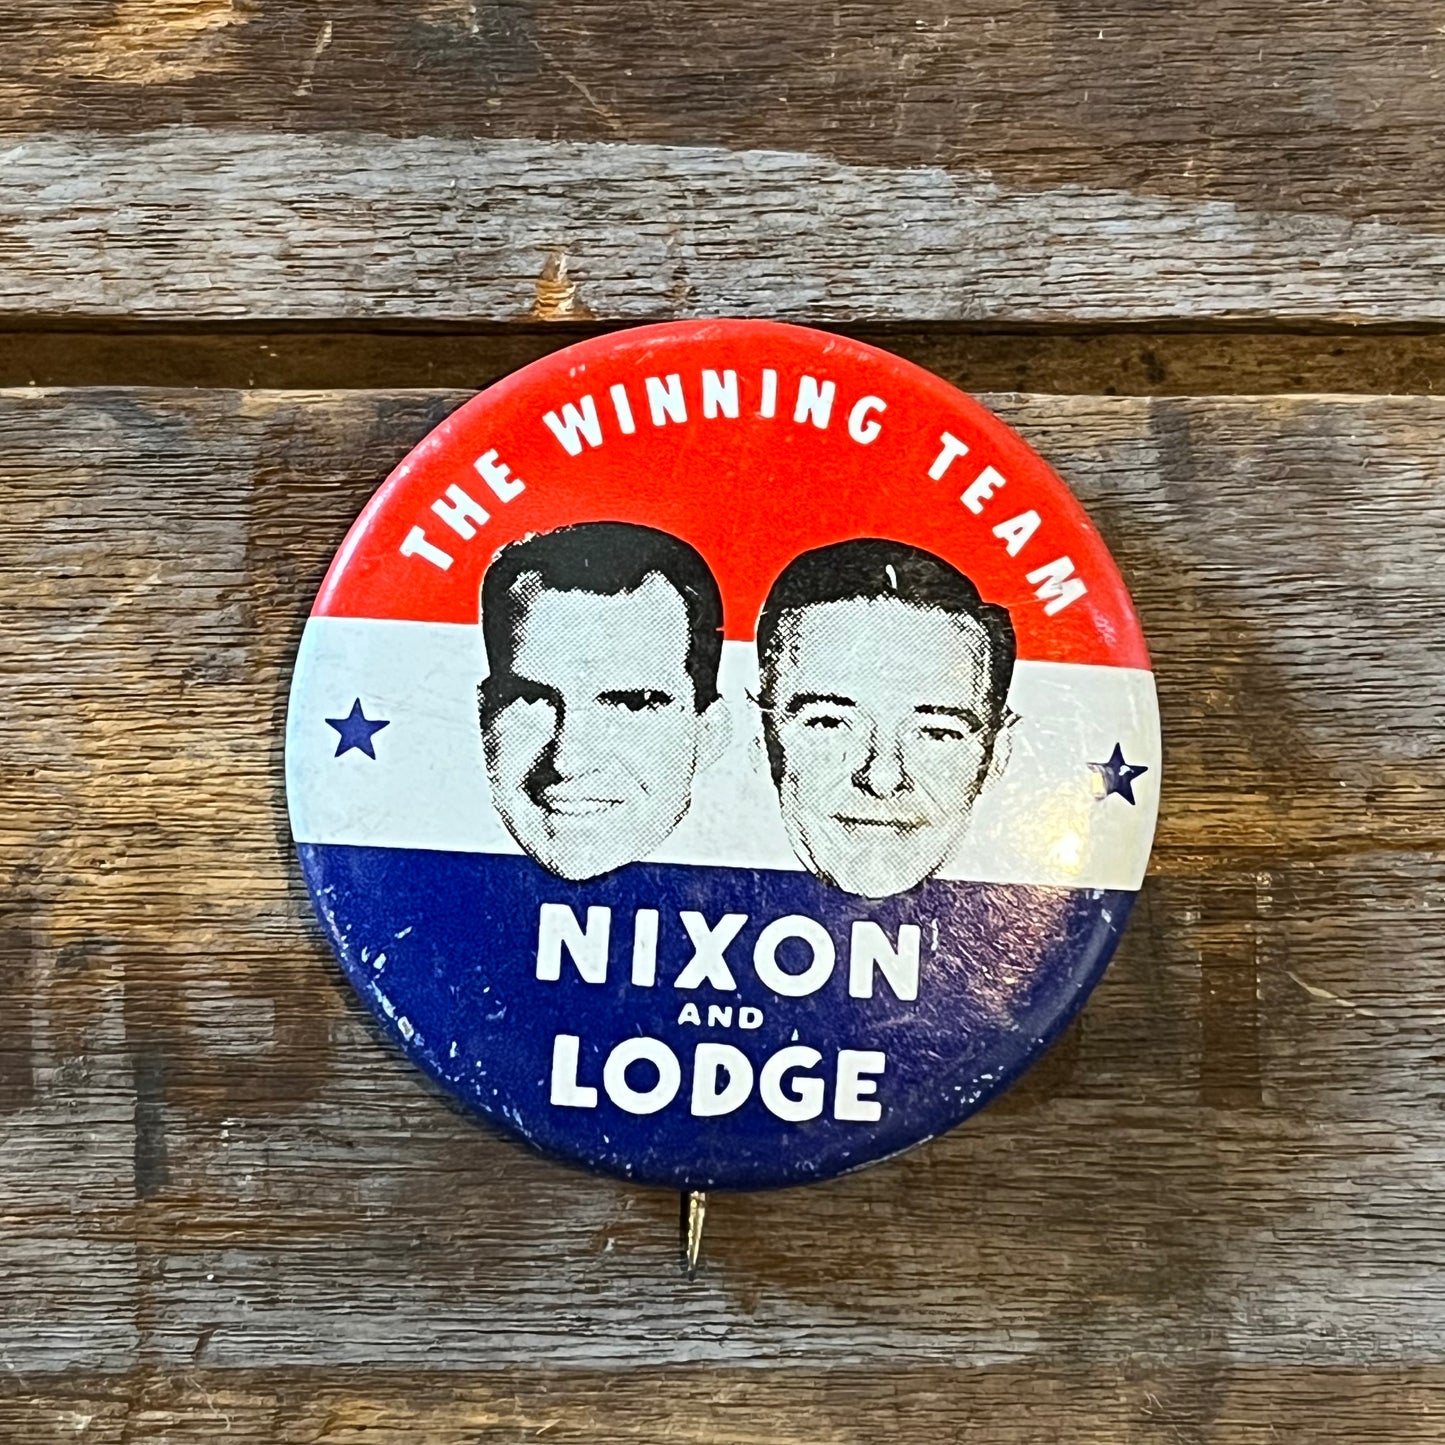 THE WINNING TEAM
NIXON
AND
LODGE